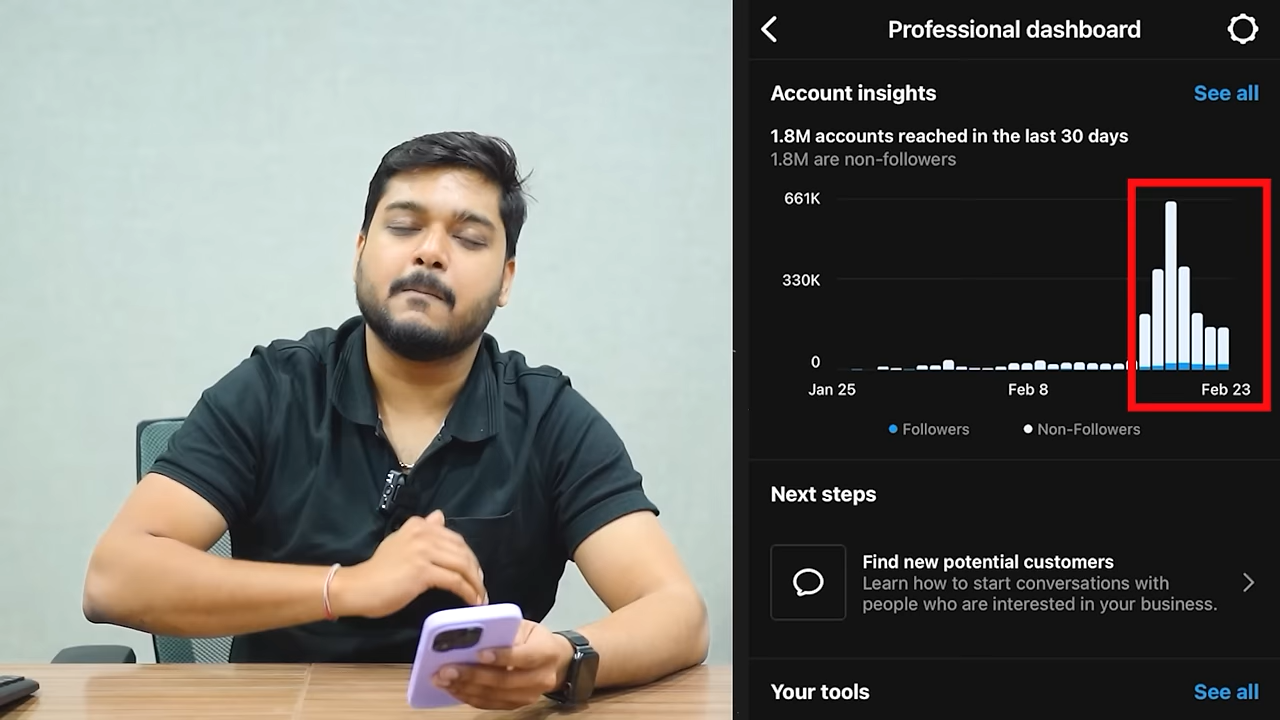 Professional dashboard
Account insights
See all
1.8M accounts reached in the last 30 days
1.8M are non-followers
661K
330K
0
Jan 25
Feb 8
Feb 23
Followers
Non-Followers
Next steps
Find new potential customers
Learn how to start conversations with
people who are interested in your business.
Your tools
See all